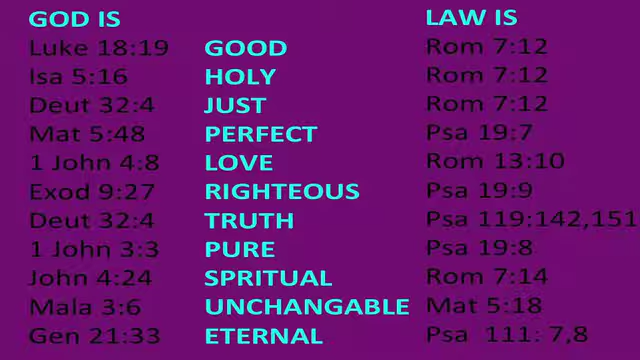 GOD IS LAW IS
Luke 18:19 GOOD Rom 7:12
Isa 5:16 HOLY Rom 7:12
Deut 32:4 JUST Rom 7:12
Mat 5:48 PERFECT Psa 19:7
1 John 4:8 LOVE Rom 13:10
Exod 9:27 RIGHTEOUS Psa 19:9
Deut 32:4 TRUTH Psa 119:142,151
1 John 3:3 PURE Psa 19:8
John 4:24 SPRITUAL Rom 7:14
Mala 3:6 UNCHANGABLE Mat 5:18
Gen 21:33 ETERNAL Psa 111: 7,8